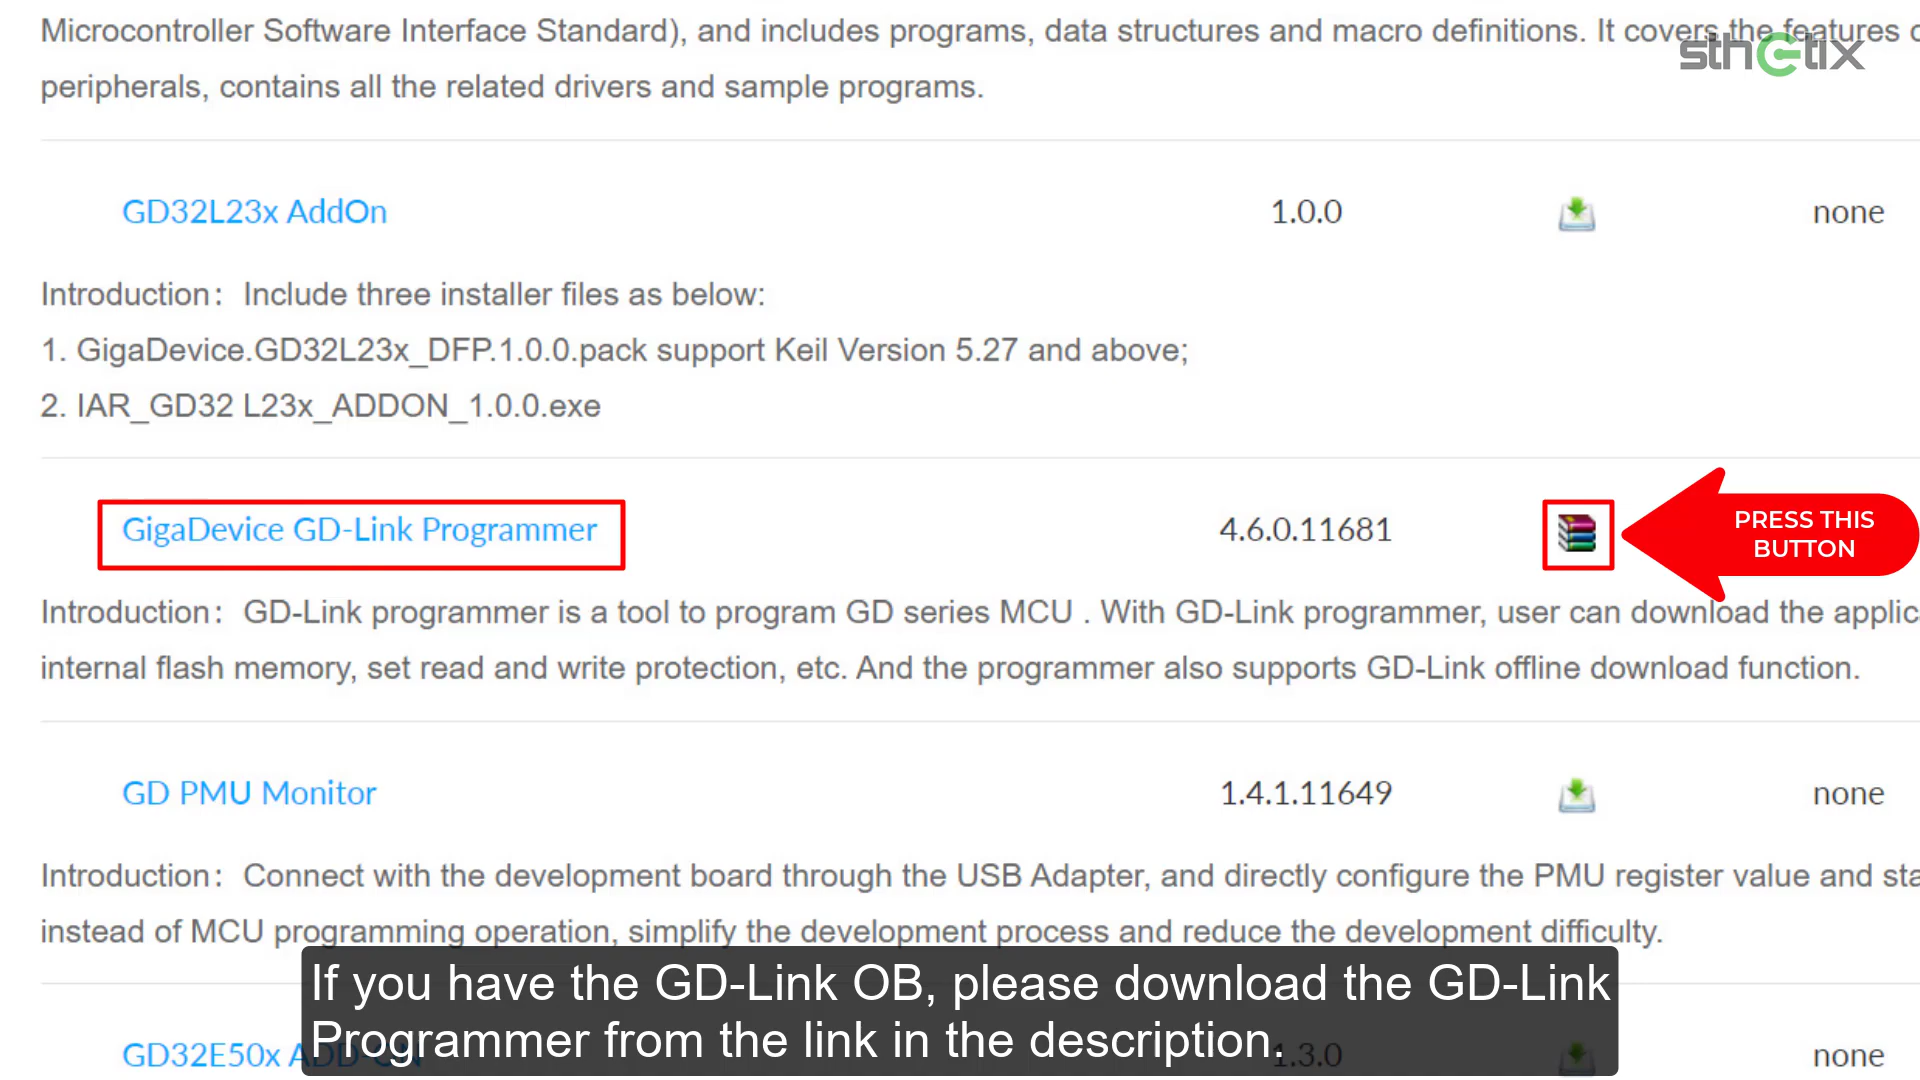 Microcontroller Software Interface Standard), and includes programs, data structures and macro definitions. It covers the features
sthetix
peripherals, contains all the related drivers and sample programs.
GD32L23x AddOn 1.0.0 none
Introduction: Include three installer files as below:
1. GigaDevice.GD32L23x_DFP.1.0.0.pack support Keil Version 5.27 and above;
2. IAR_GD32 L23x_ADDON_1.0.0.exe
GigaDevice GD-Link Programmer 4.6.0.11681
PRESS THIS
BUTTON
Introduction: GD-Link programmer is a tool to program GD series MCU . With GD-Link programmer, user can download the applic
internal flash memory, set read and write protection, etc. And the programmer also supports GD-Link offline download function.
GD PMU Monitor 1.4.1.11649 none
Introduction: Connect with the development board through the USB Adapter, and directly configure the PMU register value and sta
instead of MCU programming operation, simplify the development process and reduce the development difficulty.
If you have the GD-Link OB, please download the GD-Link
Programmer from the link in the description.
GD32E50x ADD-ON 1.3.0 none